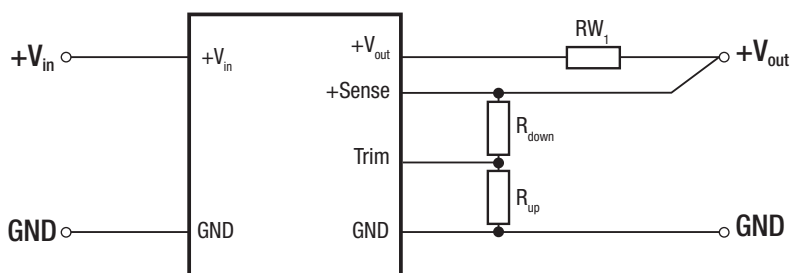 RW1
+Vin
+Vin
+Vout
+Vout
+Sense
Rdown
Trim
Rup
GND
GND
GND
GND